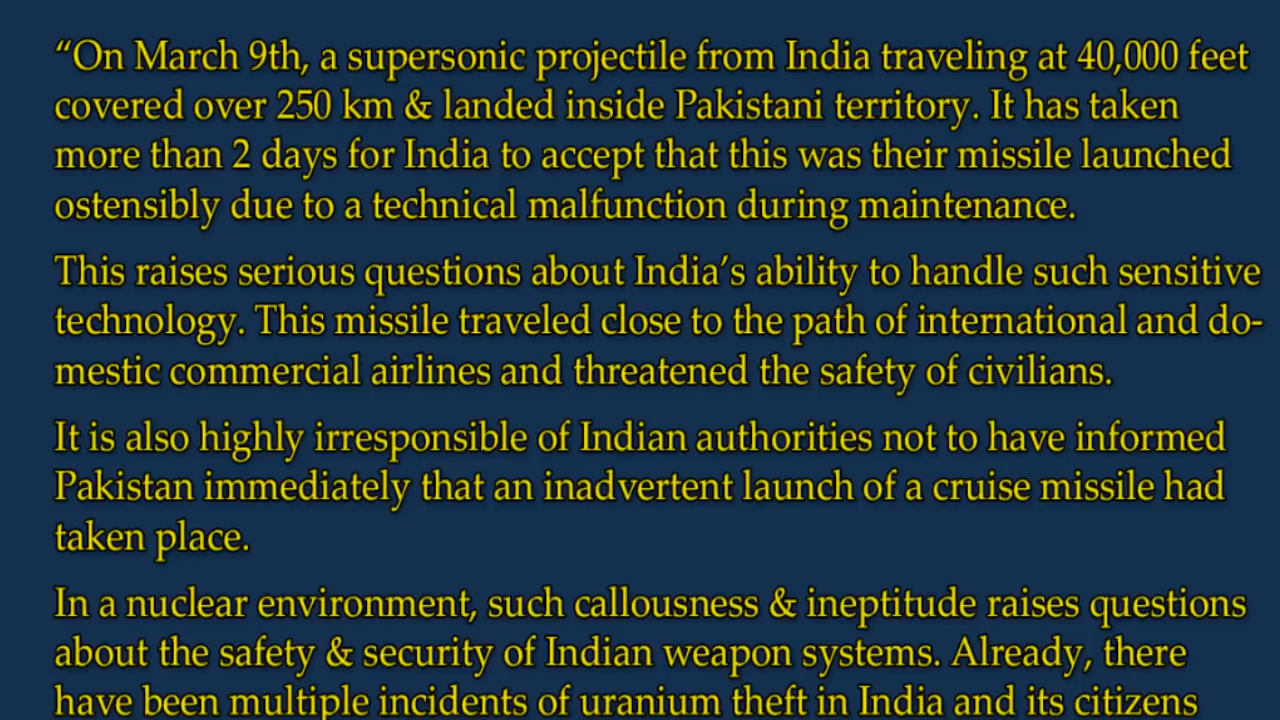 “On March 9th, a supersonic projectile from India traveling at 40,000 feet
covered over 250 km & landed inside Pakistani territory. It has taken
more than 2 days for India to accept that this was their missile launched
ostensibly due to a technical malfunction during maintenance.
This raises serious questions about India’s ability to handle such sensitive
technology. This missile traveled close to the path of international and do-
mestic commercial airlines and threatened the safety of civilians.
It is also highly irresponsible of Indian authorities not to have informed
Pakistan immediately that an inadvertent launch of a cruise missile had
taken place.
In a nuclear environment, such callousness & ineptitude raises questions
about the safety & security of Indian weapon systems. Already, there
have been multiple incidents of uranium theft in India and its citizens